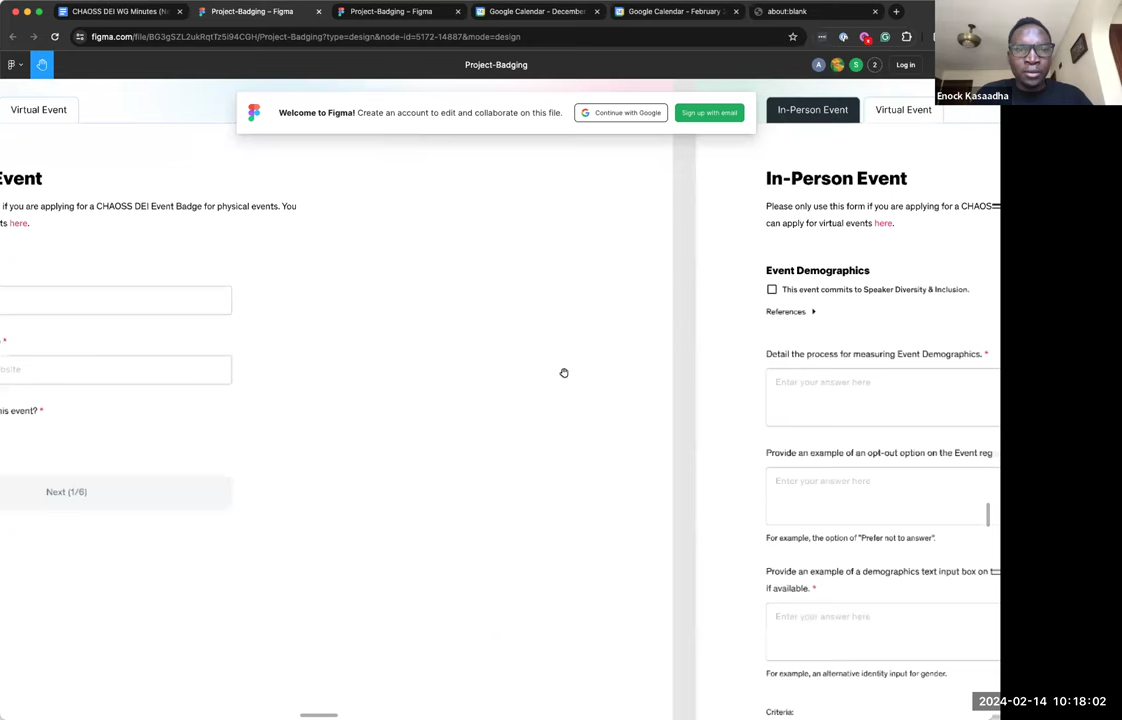 CHAOSS DEI WG Minutes (Ne
Project-Badging – Figma
Project-Badging – Figma
Google Calendar - December
Google Calendar - February
about:blank
figma.com/file/BG3gSZL2ukRqtTz5i94CGH/Project-Badging?type=design&node-id=5172-14887&mode=design
Project-Badging
A
S
2
Log in
Enock Kasaadha
Virtual Event
Welcome to Figma! Create an account to edit and collaborate on this file.
Continue with Google
Sign up with email
In-Person Event
Virtual Event
Event
if you are applying for a CHAOSS DEI Event Badge for physical events. You
ts here.
*
bsite
his event? *
Next (1/6)
In-Person Event
Please only use this form if you are applying for a CHAOS
can apply for virtual events here.
Event Demographics
This event commits to Speaker Diversity & Inclusion.
References
Detail the process for measuring Event Demographics. *
Enter your answer here
Provide an example of an opt-out option on the Event reg
Enter your answer here
For example, the option of "Prefer not to answer".
Provide an example of a demographics text input box on t
if available. *
Enter your answer here
For example, an alternative identity input for gender.
Criteria:
2024-02-14 10:18:02